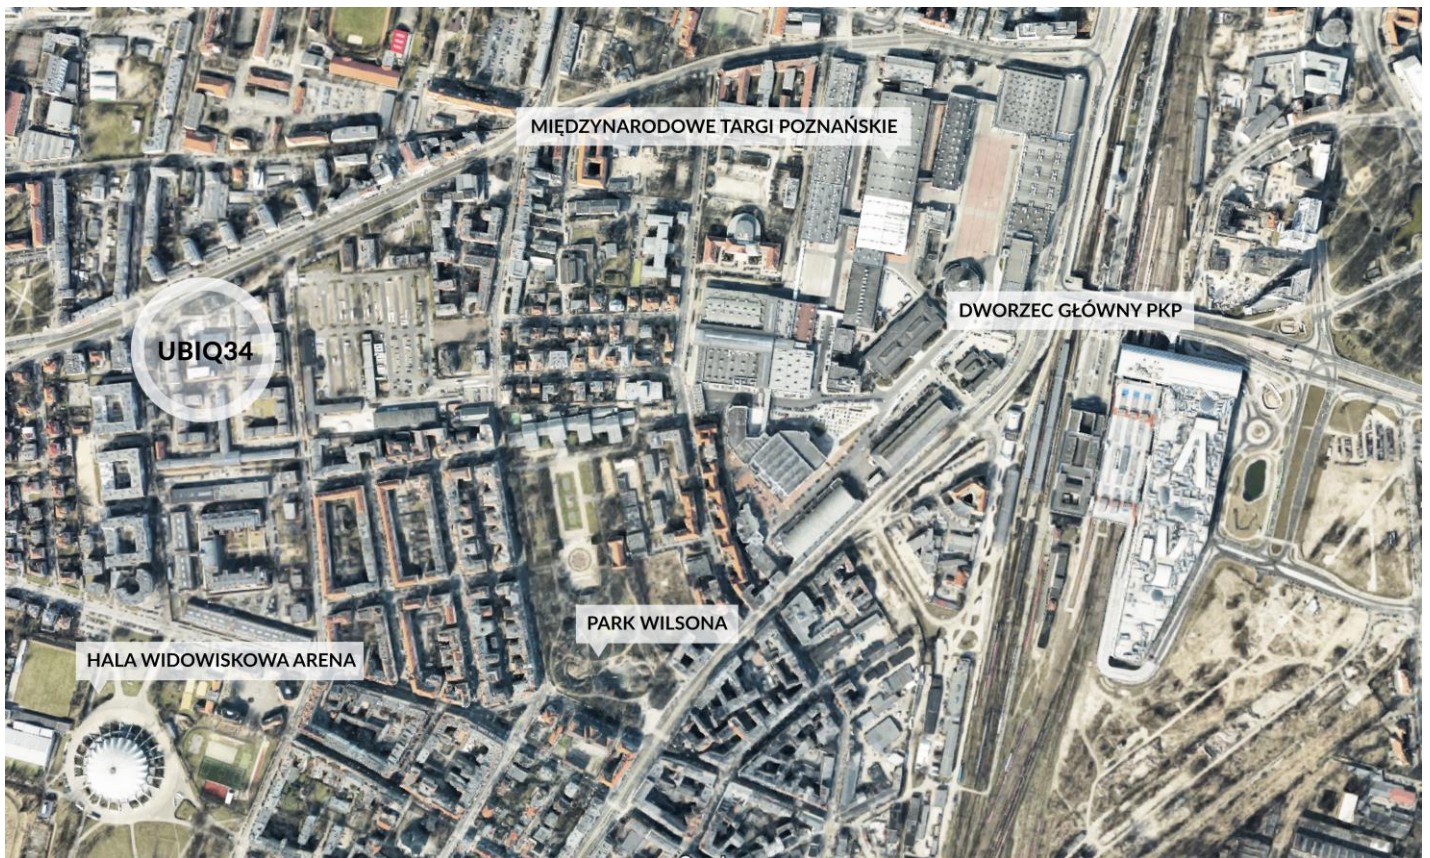 MIĘDZYNARODOWE TARGI POZNAŃSKIE
DWORZEC GŁÓWNY PKP
UBIQ34
PARK WILSONA
HALA WIDOWISKOWA ARENA